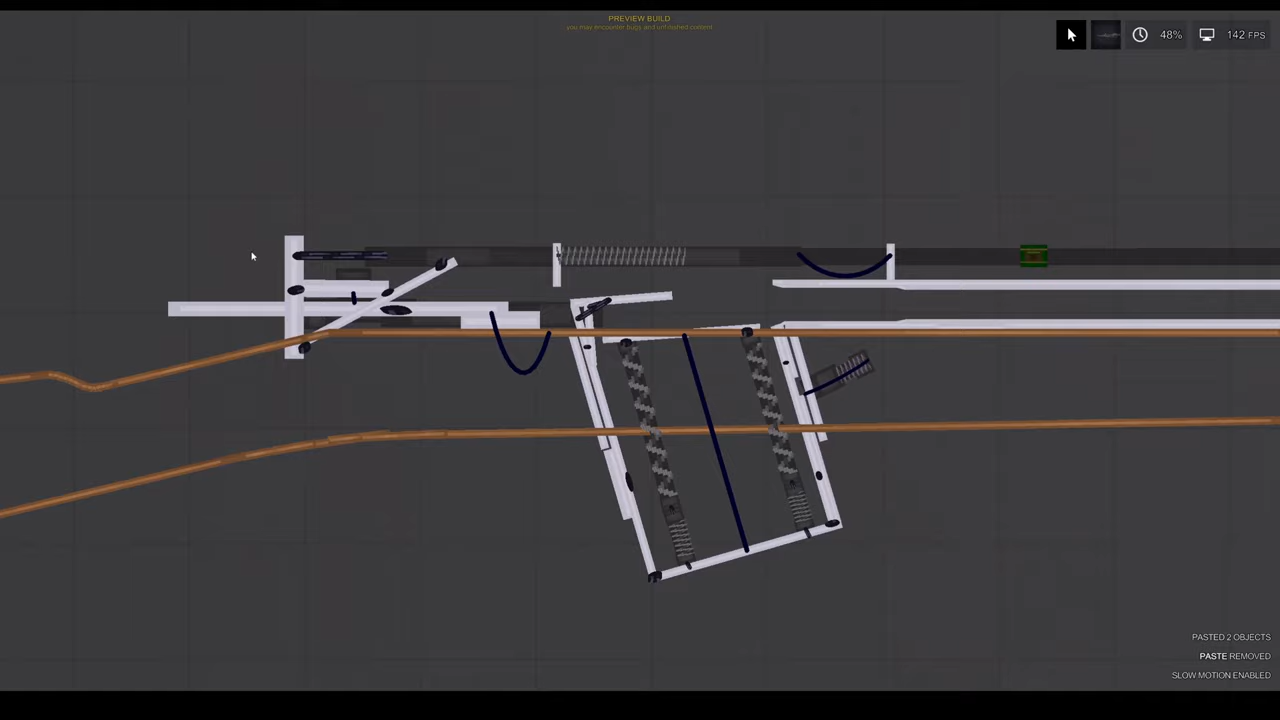 PREVIEW BUILD
you may encounter bugs and unfinished content
48%
142 FPS
PASTED 2 OBJECTS
PASTE REMOVED
SLOW MOTION ENABLED